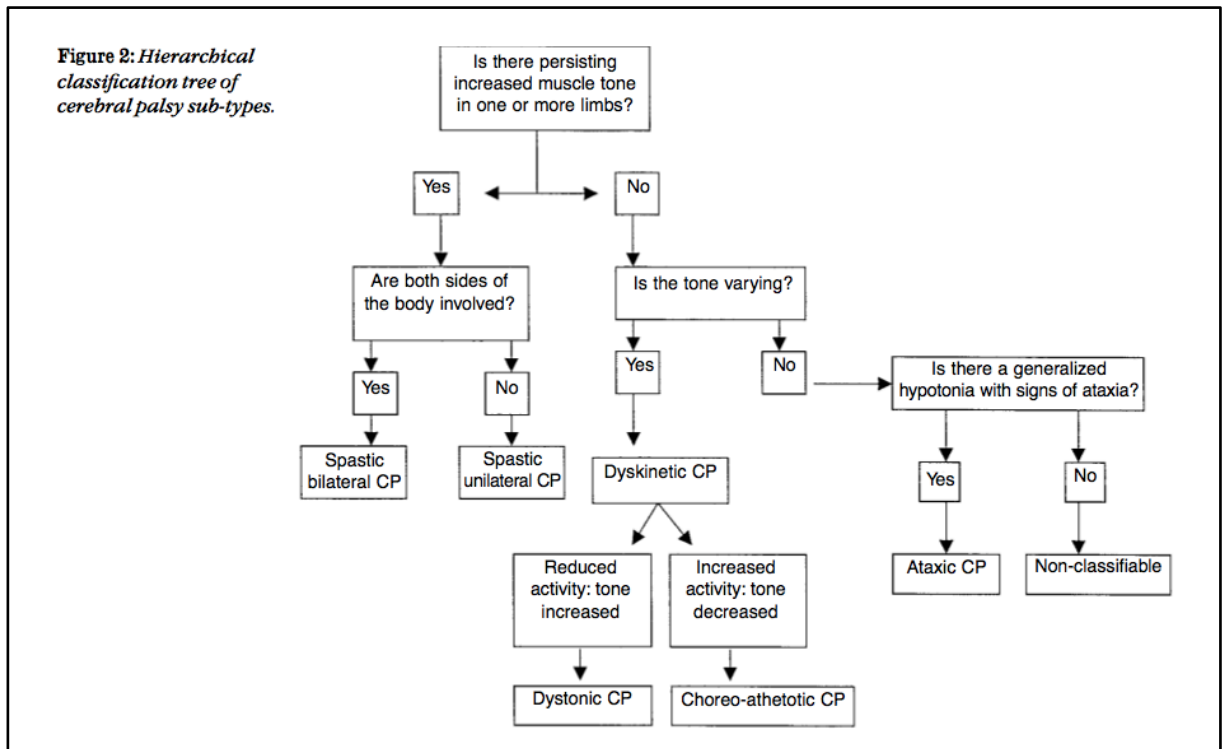 Figure 2: Hierarchical
classification tree of
cerebral palsy sub-types.
Is there persisting
increased muscle tone
in one or more limbs?
Yes
No
Are both sides of
the body involved?
Is the tone varying?
Yes
No
Yes
No
Is there a generalized
hypotonia with signs of ataxia?
Spastic
bilateral CP
Spastic
unilateral CP
Dyskinetic CP
Yes
No
Reduced
activity: tone
increased
Increased
activity: tone
decreased
Ataxic CP
Non-classifiable
Dystonic CP
Choreo-athetotic CP